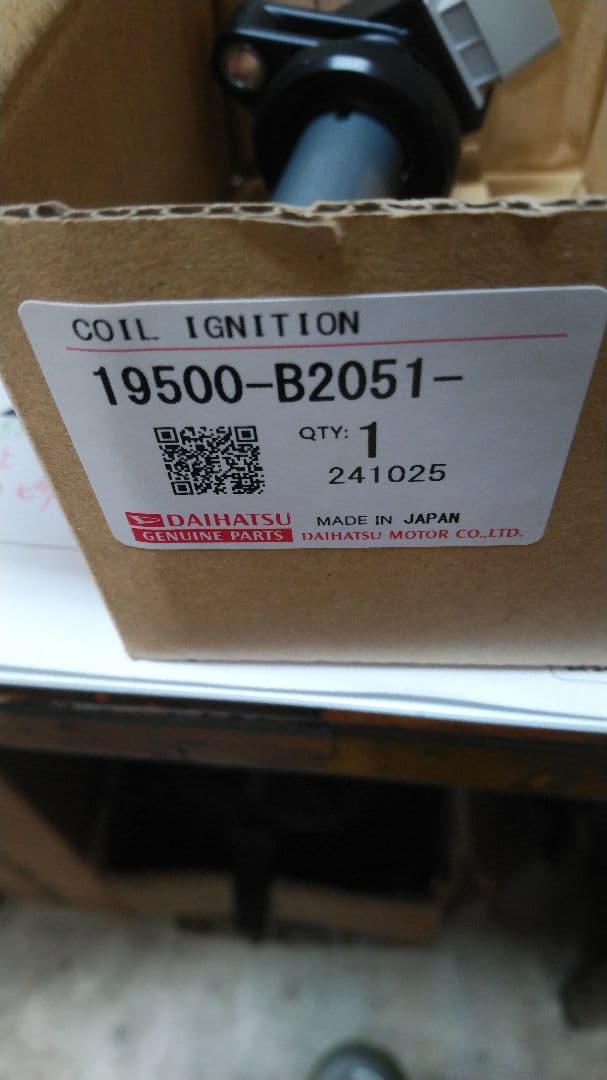 COIL IGNITION
19500-B2051-
QTY: 1
241025
DAIHATSU
GENUINE PARTS
MADE IN JAPAN
DAIHATSU MOTOR CO.,LTD.